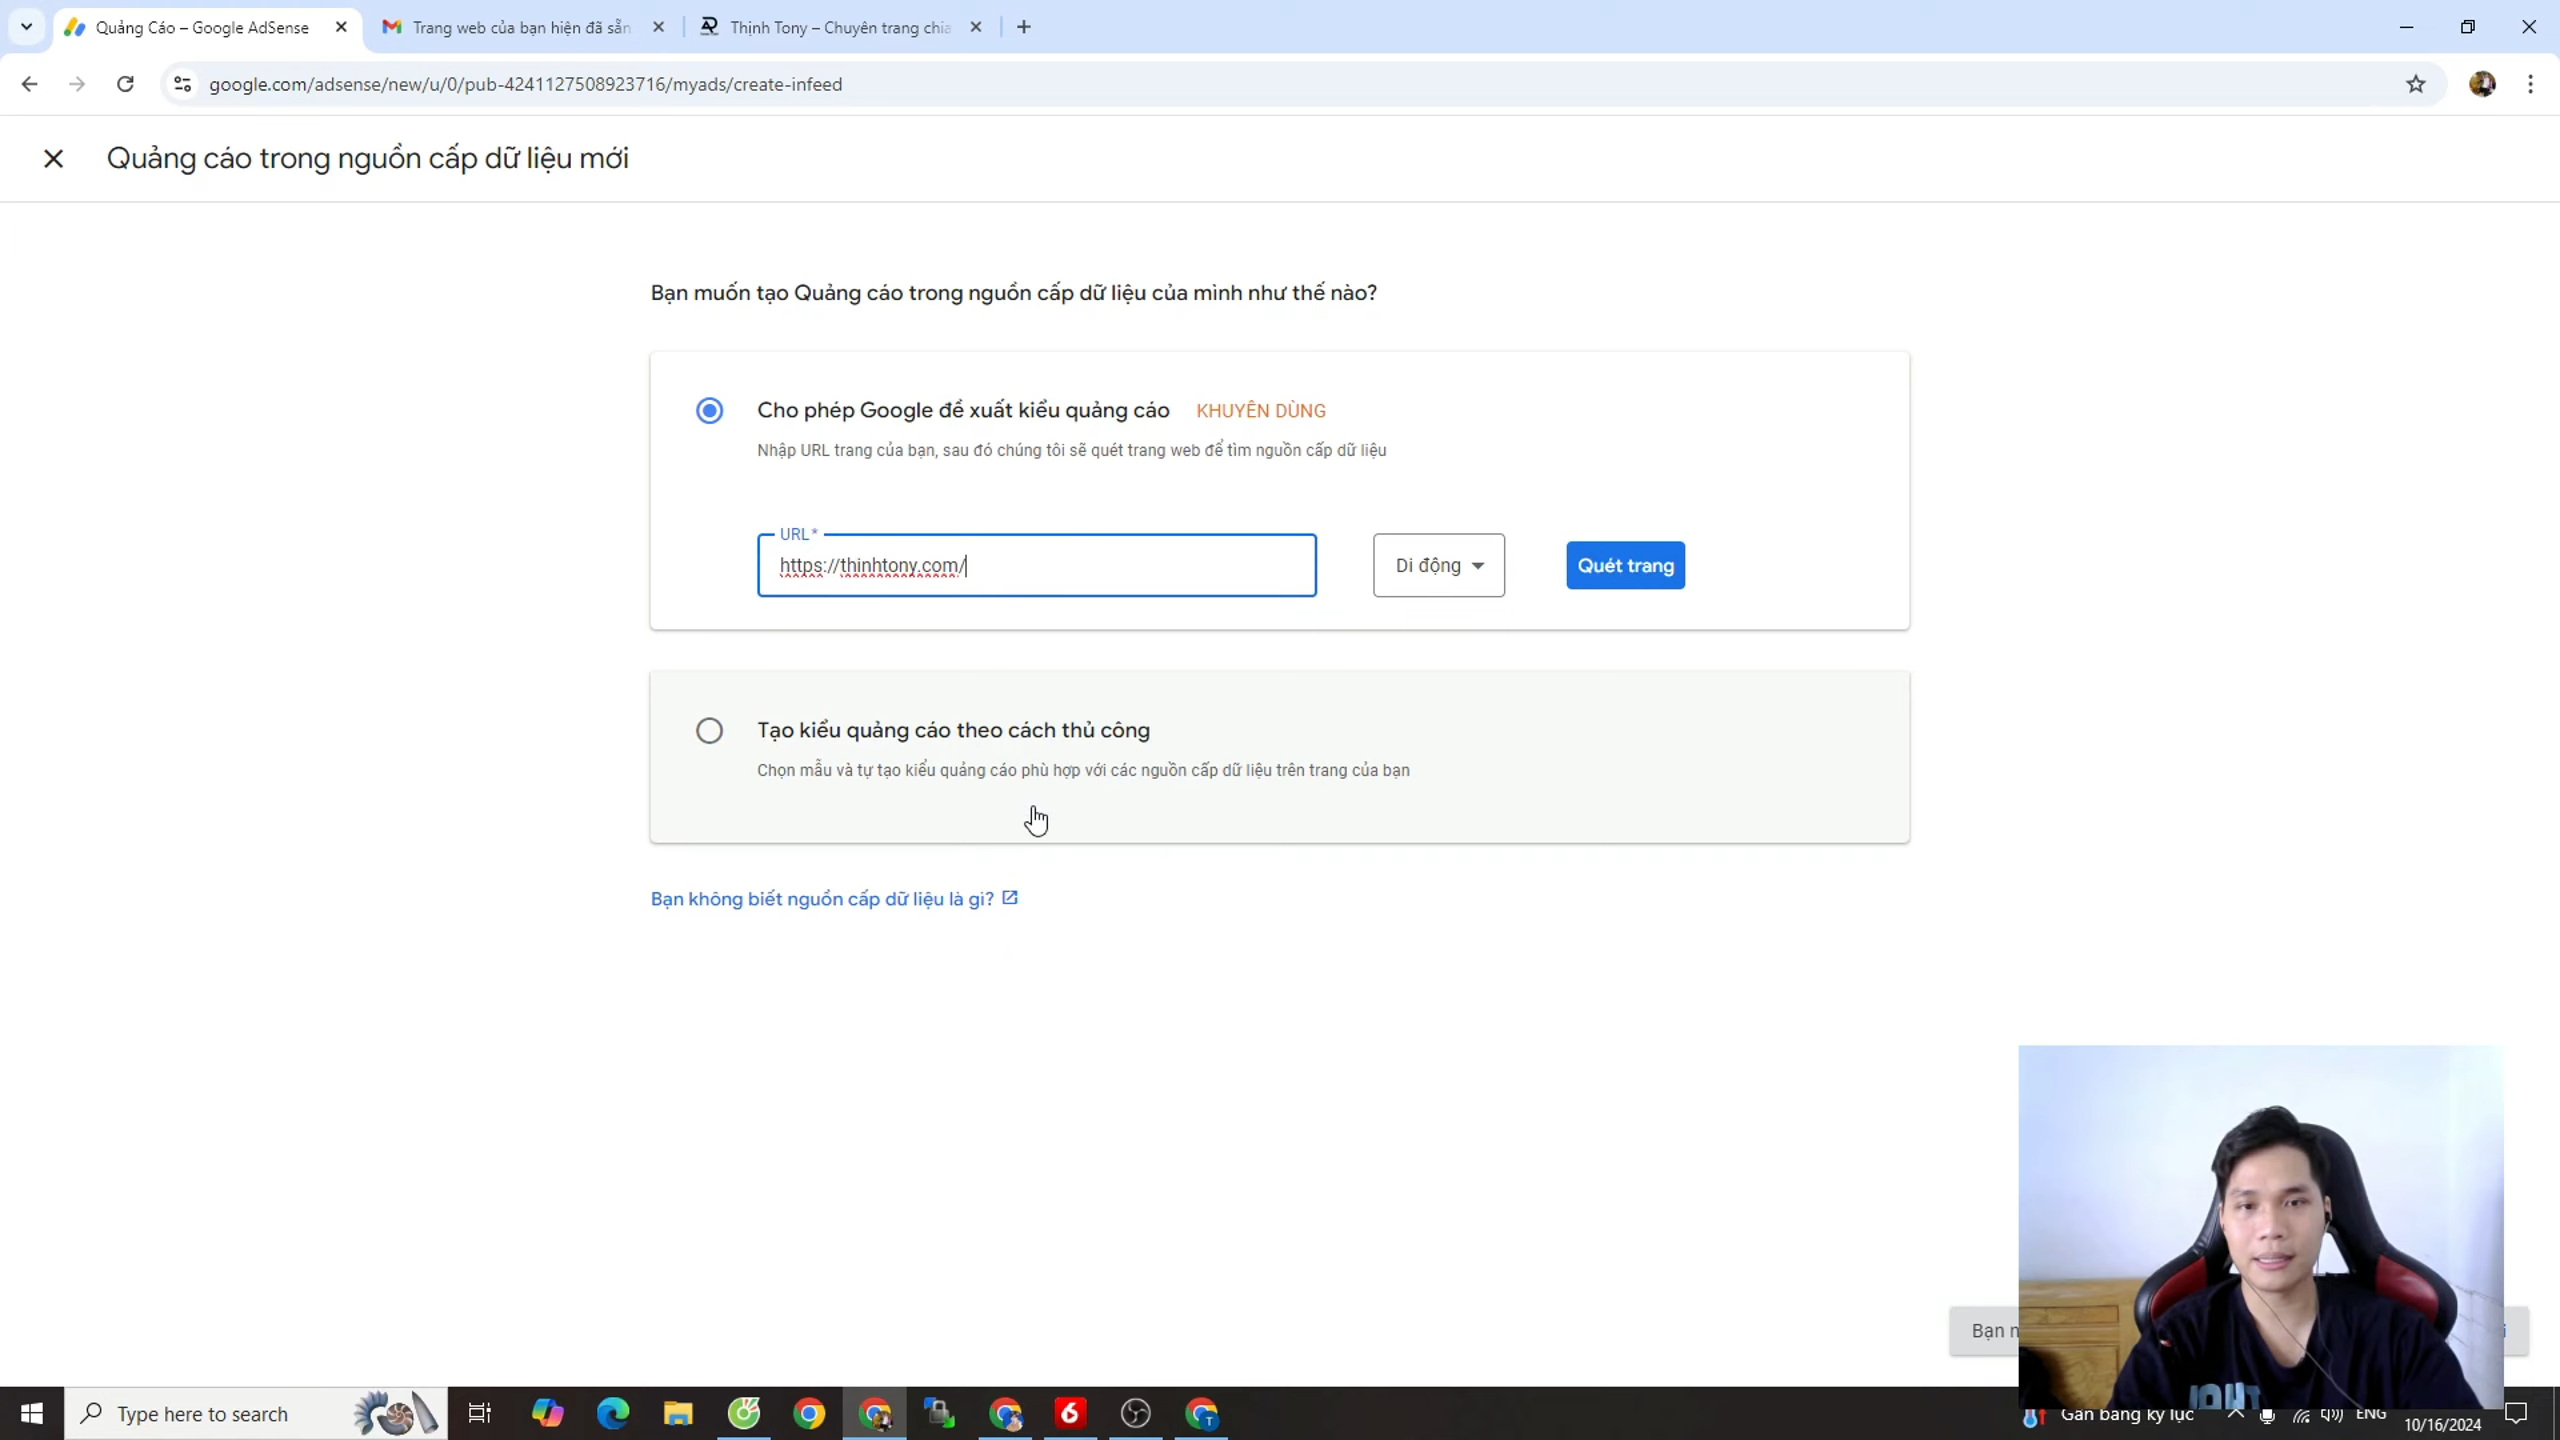 Quảng Cáo – Google AdSense
Trang web của bạn hiện đã sẵn
Thịnh Tony – Chuyên trang chia
google.com/adsense/new/u/0/pub-4241127508923716/myads/create-infeed
Quảng cáo trong nguồn cấp dữ liệu mới
Bạn muốn tạo Quảng cáo trong nguồn cấp dữ liệu của mình như thế nào?
Cho phép Google đề xuất kiểu quảng cáo KHUYÊN DÙNG
Nhập URL trang của bạn, sau đó chúng tôi sẽ quét trang web để tìm nguồn cấp dữ liệu
URL*
https://thinhtony.com/
Di động
Quét trang
Tạo kiểu quảng cáo theo cách thủ công
Chọn mẫu và tự tạo kiểu quảng cáo phù hợp với các nguồn cấp dữ liệu trên trang của bạn
Bạn không biết nguồn cấp dữ liệu là gì?
Bạn
Type here to search
Gần bằng kỷ lục
ENG
10/16/2024